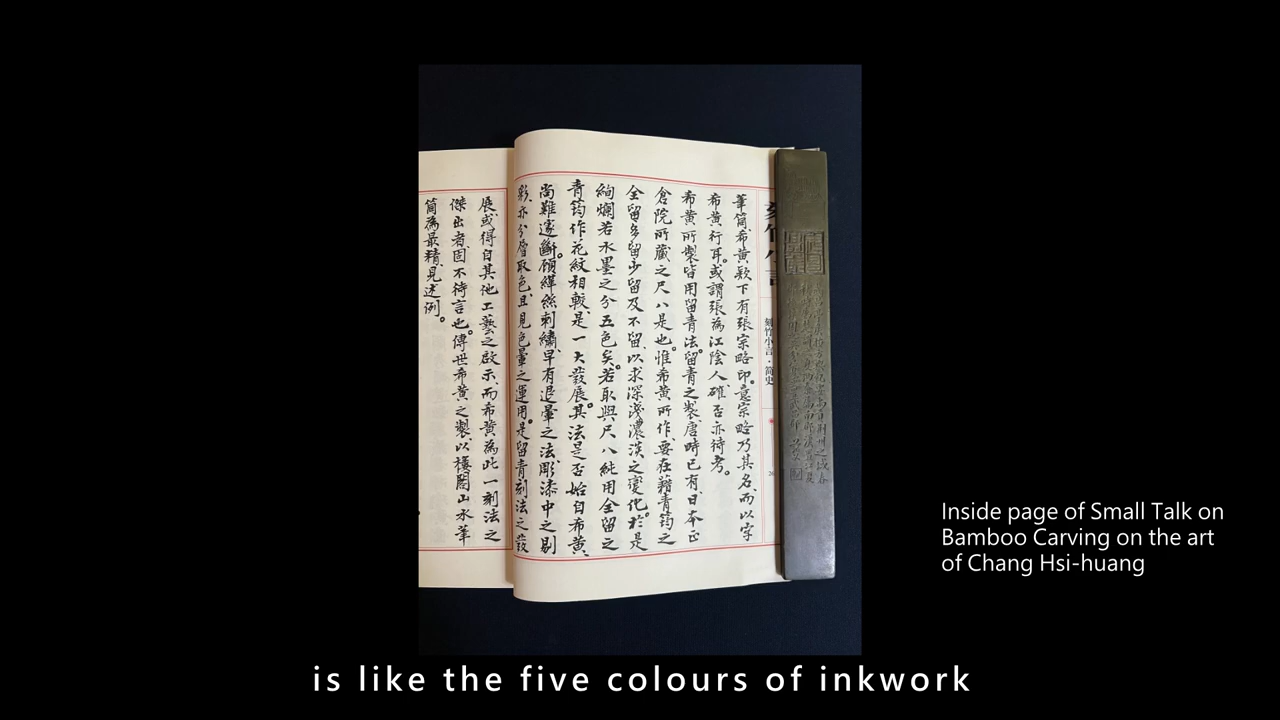 筆筒，希黃款下有張宗略印。意宗略乃其名，而以字
希黃行耳。或謂張為江陰人，確否亦待考。
希黃所製皆用留青法。留青之製，唐時已有，日本正
倉院所藏之尺八是也。惟希黃所作，要在藉青筠之
全留、多留、少留及不留，以求深淺濃淡之變化。於是
絢爛若水墨之分五色矣。若取與尺八純用全留之
青筠作花紋相較，是一大發展。其法是否始自希黃，
尚難遽斷。顧緙絲刺繡，早有退暈之法，彫漆中之剔
彩，亦分層取色，且見色暈之運用。是留青刻法之發
展，或得自其他工藝之啟示，而希黃為此一刻法之
傑出者，固不待言也。傳世希黃之製，以樓閣山水筆
筒為最精，見述例。
刻竹小言
刻竹小言·簡史
Inside page of Small Talk on
Bamboo Carving on the art
of Chang Hsi-huang
is like the five colours of inkwork